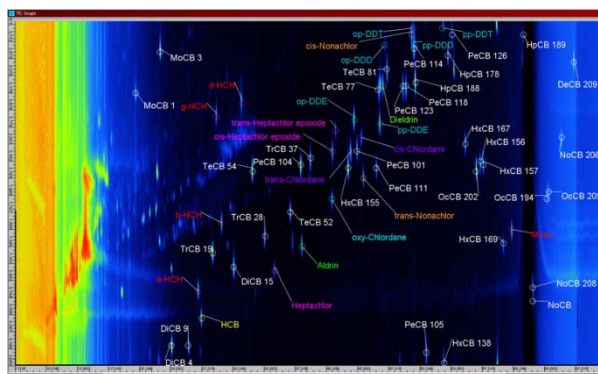 op-DDT
cis-Nonachlor
pp-DDT
PeCB 126
HpCB 189
MoCB 3
op-DDD
pp-DDD
PeCB 114
TeCB 81
HpCB 178
DeCB 209
d-HCH
TeCB 77
HpCB 188
MoCB 1
PeCB 123
PeCB 118
g-HCH
op-DDE
Dieldrin
trans-Heptachlor epoxide
pp-DDE
HxCB 167
cis-Heptachlor epoxide
HxCB 156
TrCB 37
cis-Chlordane
NoCB 206
PeCB 104
TeCB 54
PeCB 101
HxCB 157
trans-Chlordane
PeCB 111
OcCB 202
OcCB 194
OcCB 205
HxCB 155
trans-Nonachlor
b-HCH
TrCB 28
TeCB 52
oxy-Chlordane
Mirex
TrCB 19
HxCB 169
Aldrin
DiCB 15
a-HCH
Heptachlor
NoCB 208
NoCB
HCB
DiCB 9
DiCB 4
PeCB 105
HxCB 138